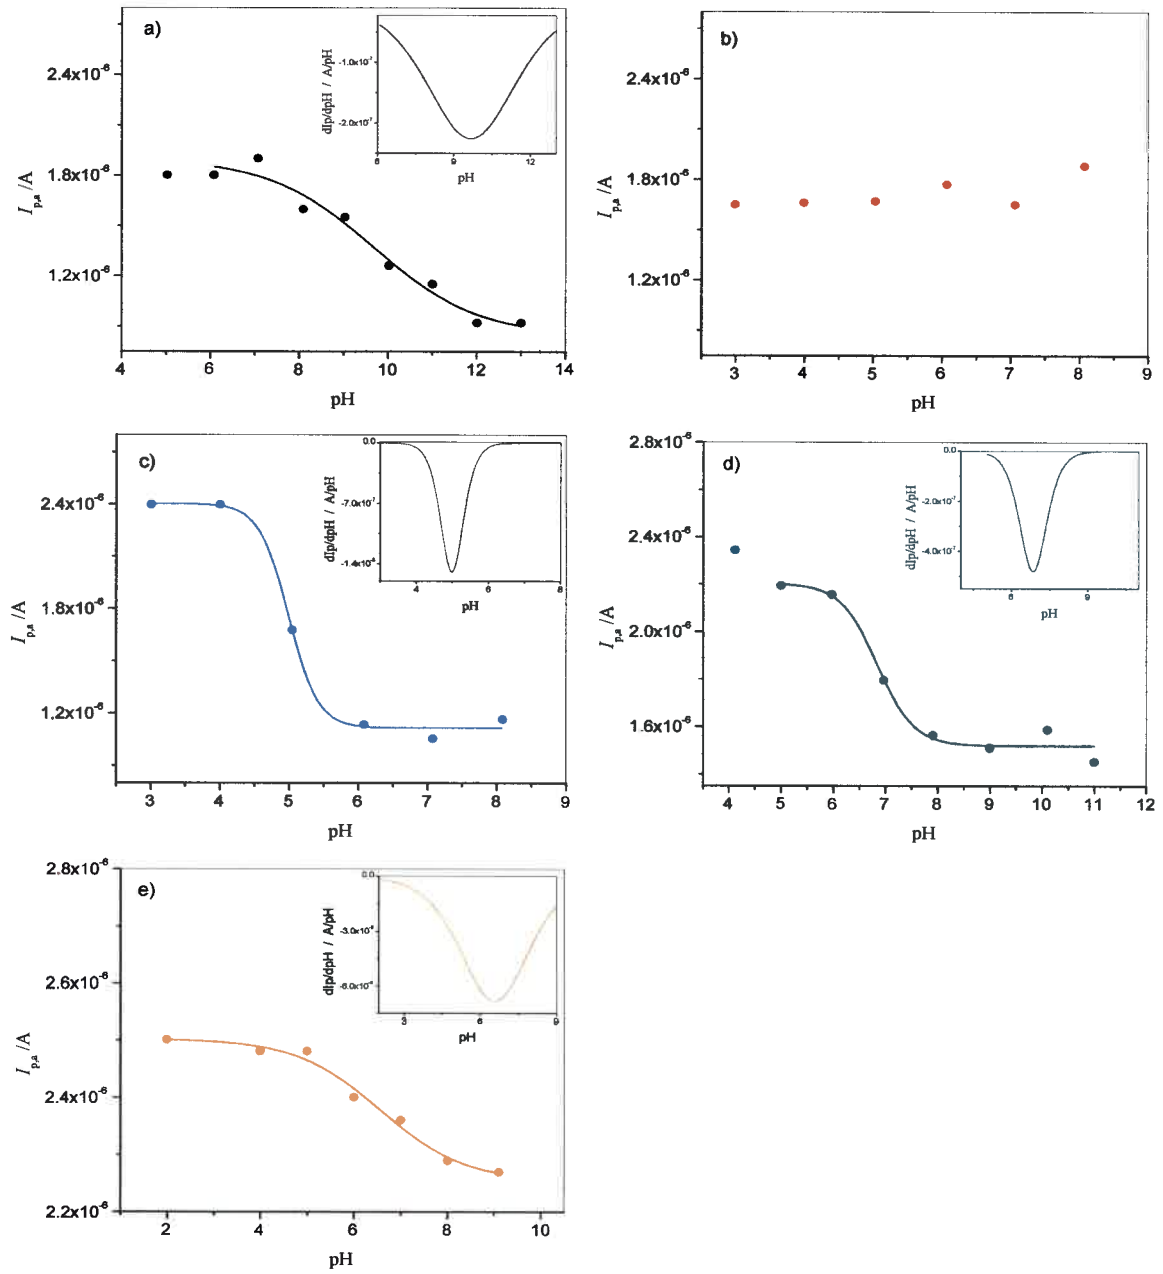 a)
2.4x10⁻⁶
1.8x10⁻⁶
1.2x10⁻⁶
I p,a /A
4 6 8 10 12 14
pH
-1.0x10⁻⁷
-2.0x10⁻⁷
dIp/dpH / A/pH
6 9 12
pH
b)
2.4x10⁻⁶
1.8x10⁻⁶
1.2x10⁻⁶
I p,a /A
3 4 5 6 7 8 9
pH
c)
2.4x10⁻⁶
1.8x10⁻⁶
1.2x10⁻⁶
I p,a /A
3 4 5 6 7 8 9
pH
0.0
-7.0x10⁻⁷
-1.4x10⁻⁶
dIp/dpH / A/pH
4 6 8
pH
d)
2.8x10⁻⁶
2.4x10⁻⁶
2.0x10⁻⁶
1.6x10⁻⁶
I p,a /A
4 5 6 7 8 9 10 11 12
pH
0.0
-2.0x10⁻⁷
-4.0x10⁻⁷
dIp/dpH / A/pH
6 9
pH
e)
2.8x10⁻⁶
2.6x10⁻⁶
2.4x10⁻⁶
2.2x10⁻⁶
I p,a /A
2 4 6 8 10
pH
0.0
-3.0x10⁻⁸
-6.0x10⁻⁸
dIp/dpH / A/pH
3 6 9
pH